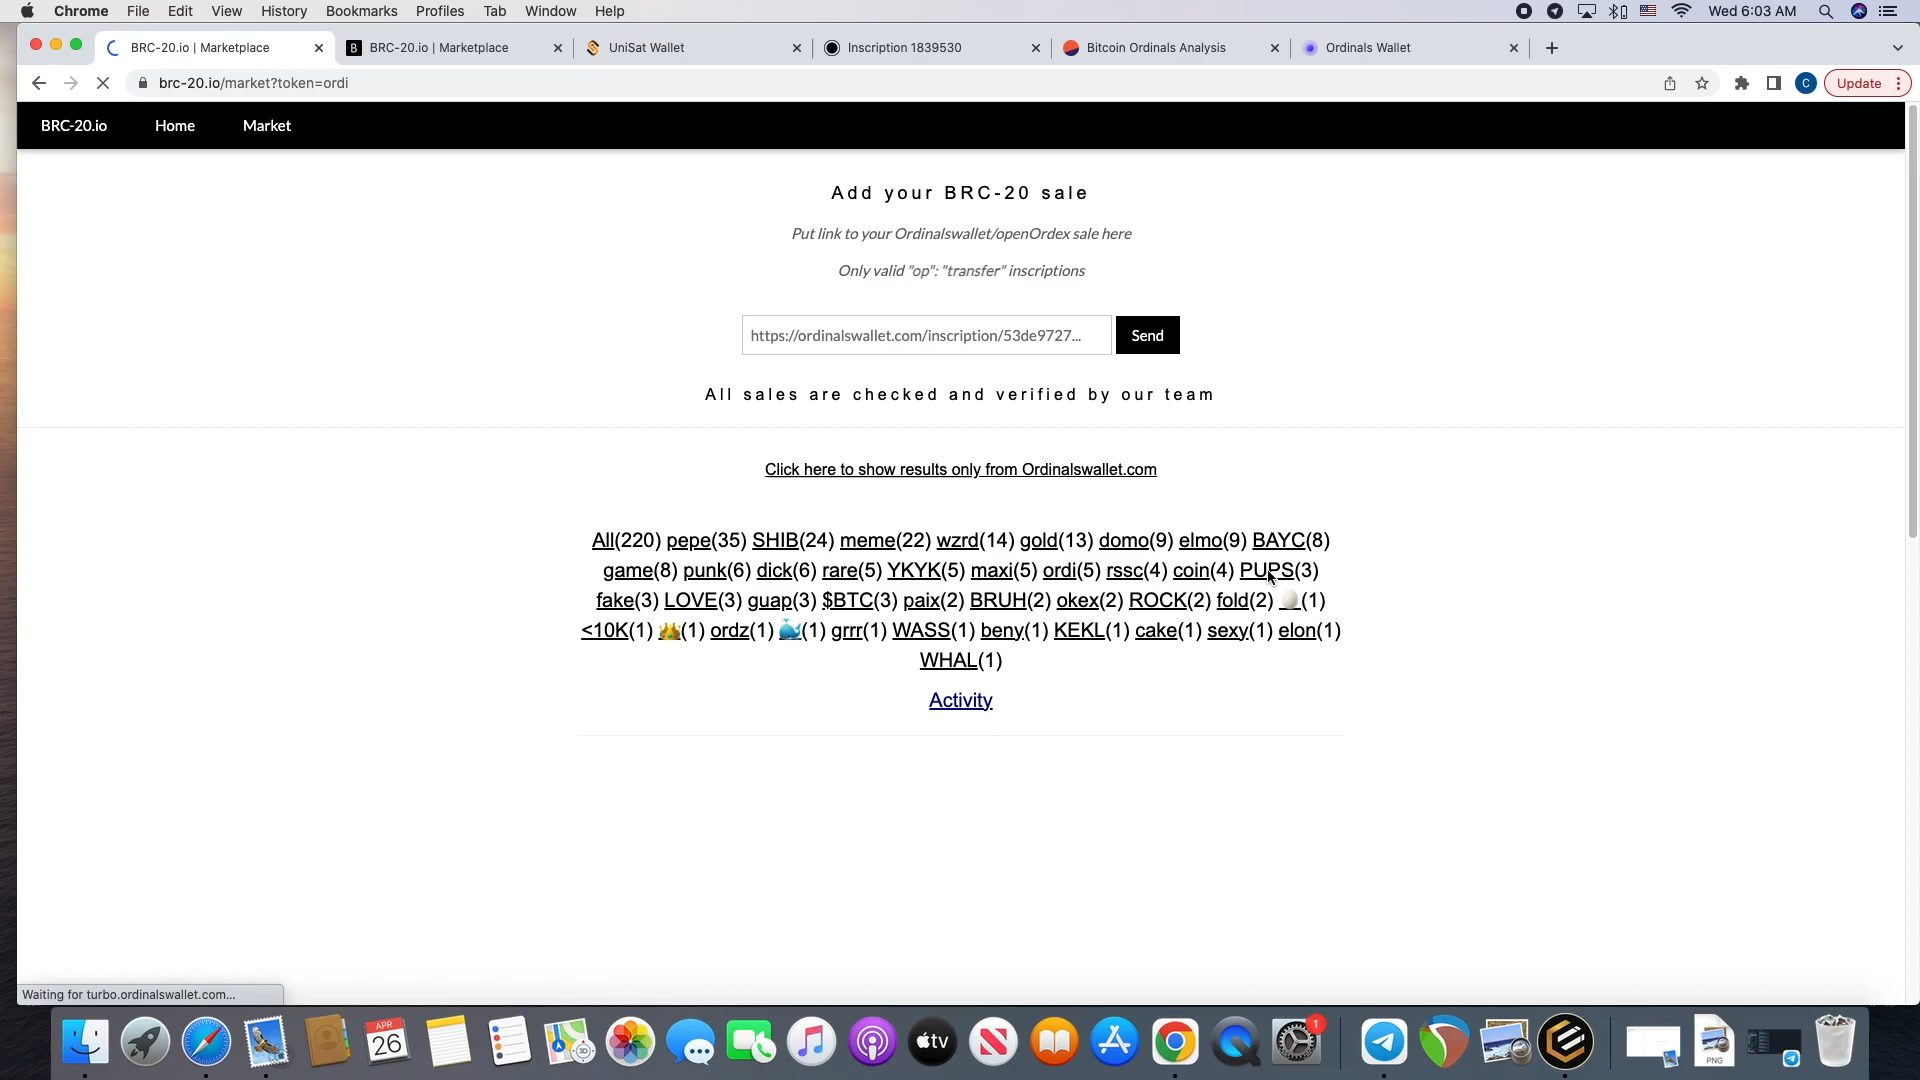 Chrome File Edit View History Bookmarks Profiles Tab Window Help Wed 6:03 AM
BRC-20.io | Marketplace BRC-20.io | Marketplace UniSat Wallet Inscription 1839530 Bitcoin Ordinals Analysis Ordinals Wallet
brc-20.io/market?token=ordi C Update
BRC-20.io Home Market
Add your BRC-20 sale
Put link to your Ordinalswallet/openOrdex sale here
Only valid "op": "transfer" inscriptions
https://ordinalswallet.com/inscription/53de9727... Send
All sales are checked and verified by our team
Click here to show results only from Ordinalswallet.com
All(220) pepe(35) SHIB(24) meme(22) wzrd(14) gold(13) domo(9) elmo(9) BAYC(8)
game(8) punk(6) dick(6) rare(5) YKYK(5) maxi(5) ordi(5) rssc(4) coin(4) PUPS(3)
fake(3) LOVE(3) guap(3) $BTC(3) paix(2) BRUH(2) okex(2) ROCK(2) fold(2) 🥚(1)
<10K(1) 👑(1) ordz(1) 🐳(1) grrr(1) WASS(1) beny(1) KEKL(1) cake(1) sexy(1) elon(1)
WHAL(1)
Activity
Waiting for turbo.ordinalswallet.com...
APR
26
3D
tv
1
PNG